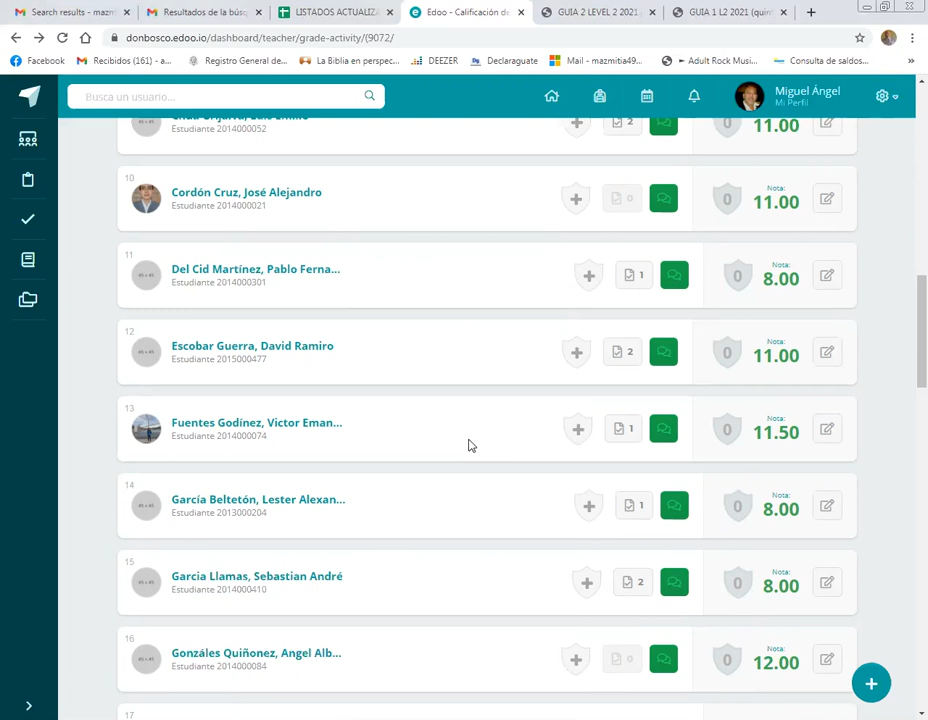 Search results - mazmi
Resultados de la búsq
LISTADOS ACTUALIZA
Edoo - Calificación de
GUIA 2 LEVEL 2 2021
GUIA 1 L2 2021 (quim
donbosco.edoo.io/dashboard/teacher/grade-activity/(9072/
Facebook
Recibidos (161) - a...
Registro General de...
La Biblia en perspec...
DEEZER
Declaraguate
Mail - mazmitia49...
► Adult Rock Musi...
Consulta de saldos...
»
Busca un usuario...
Miguel Ángel
Mi Perfil
Estudiante 2014000052
2
0
11.00
10
Cordón Cruz, José Alejandro
Estudiante 2014000021
0
0
Nota:
11.00
11
Del Cid Martínez, Pablo Ferna...
Estudiante 2014000301
1
0
Nota:
8.00
12
Escobar Guerra, David Ramiro
Estudiante 2015000477
2
0
Nota:
11.00
13
Fuentes Godínez, Victor Eman...
Estudiante 2014000074
1
0
Nota:
11.50
14
García Beltetón, Lester Alexan...
Estudiante 2013000204
1
0
Nota:
8.00
15
Garcia Llamas, Sebastian André
Estudiante 2014000410
2
0
Nota:
8.00
16
Gonzáles Quiñonez, Angel Alb...
Estudiante 2014000084
0
0
Nota:
12.00
17